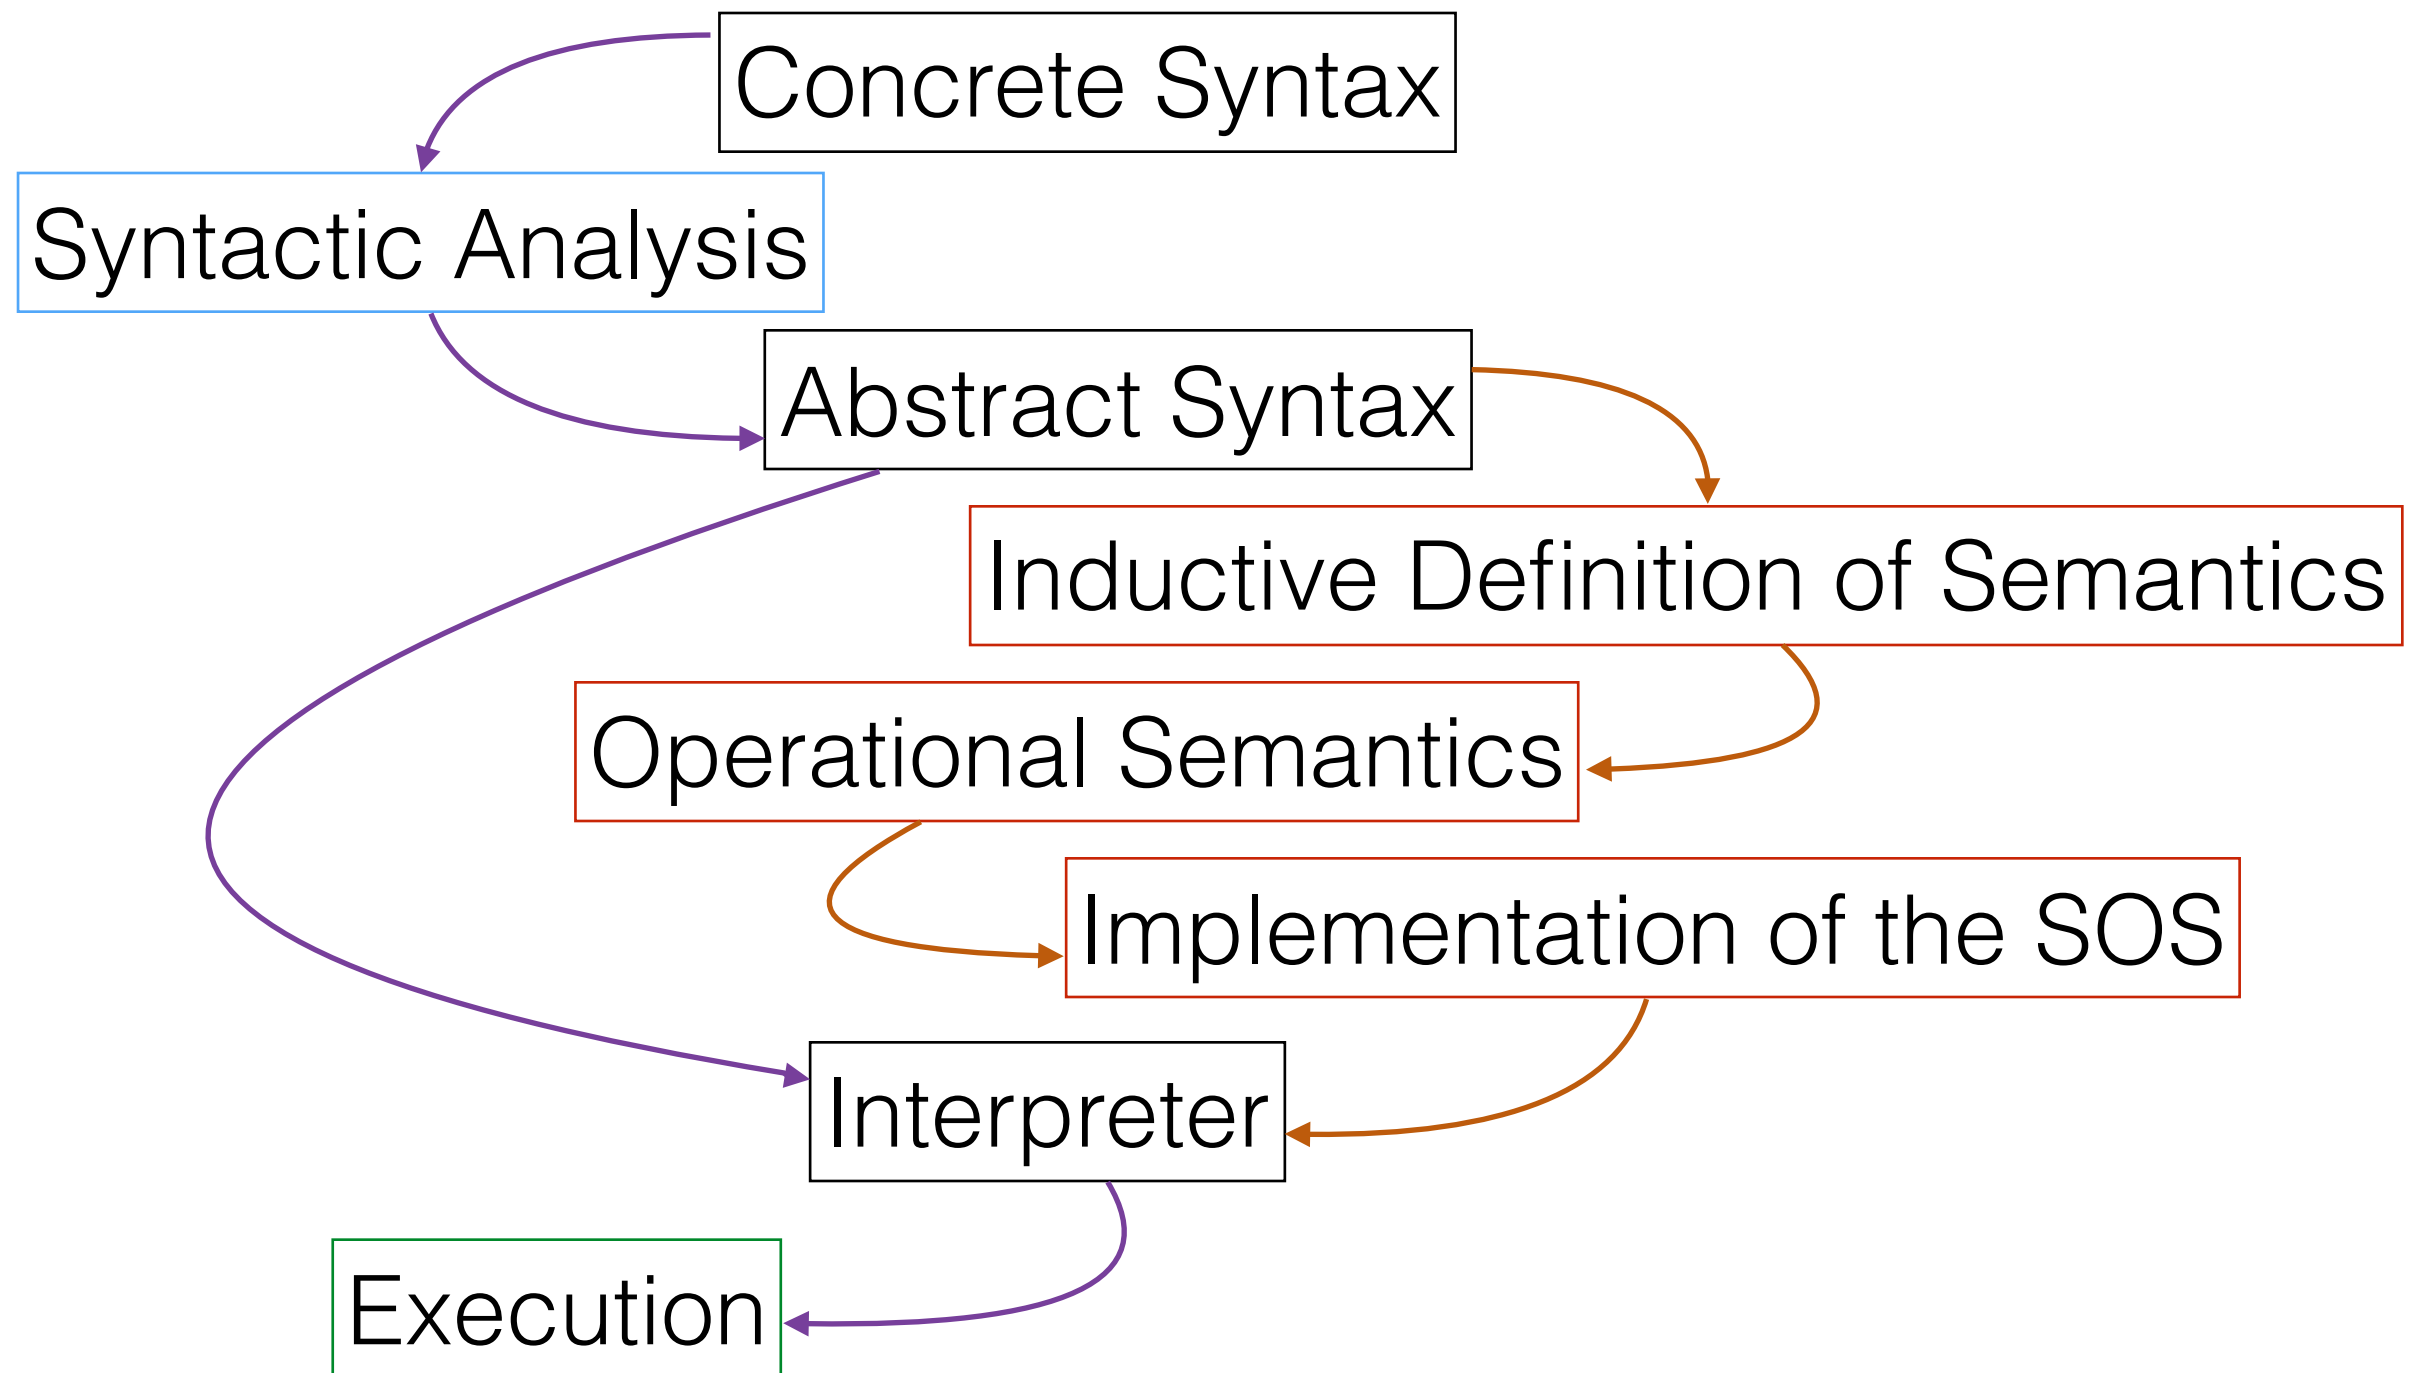 Concrete Syntax
Syntactic Analysis
Abstract Syntax
Inductive Definition of Semantics
Operational Semantics
Implementation of the SOS
Interpreter
Execution